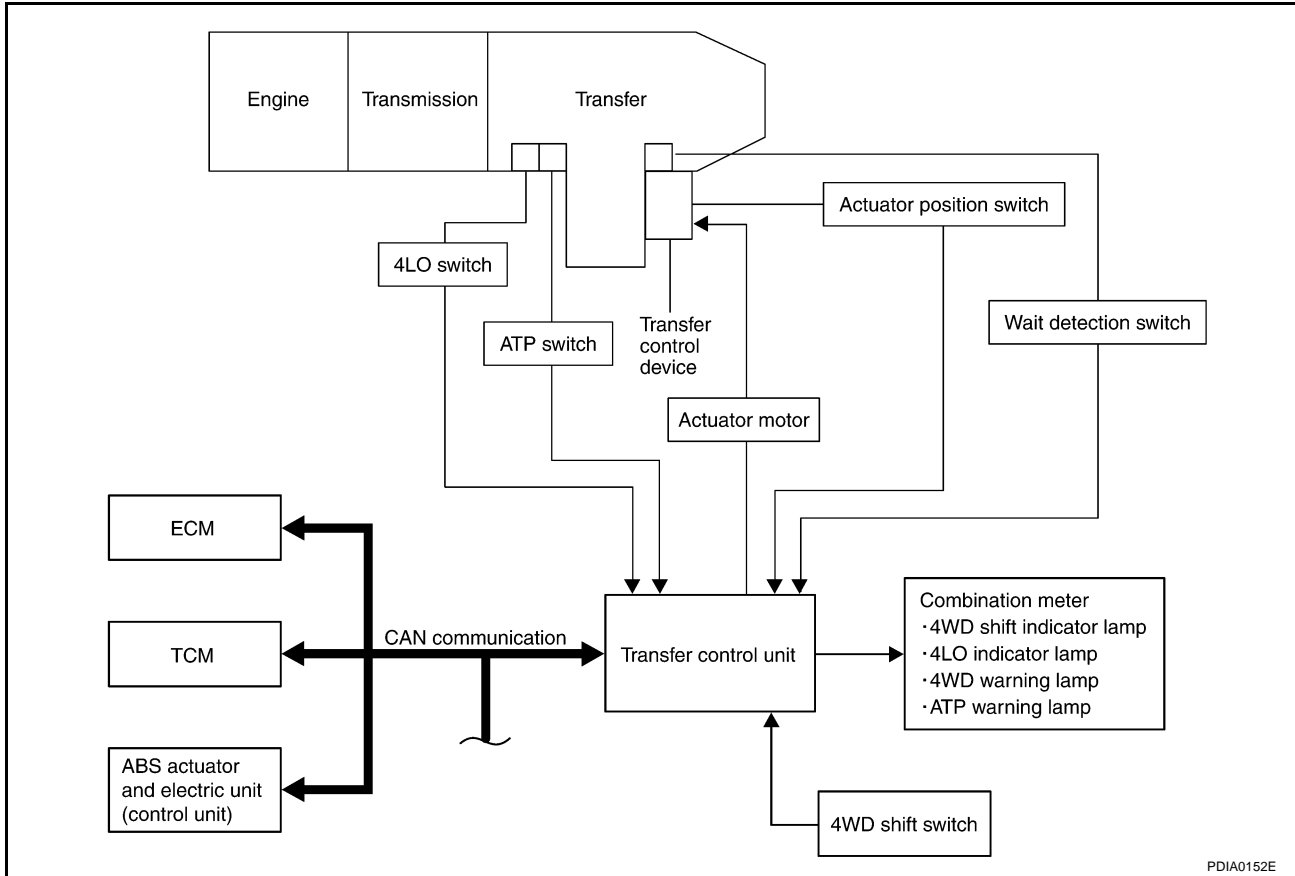 Engine
Transmission
Transfer
Actuator position switch
4LO switch
Wait detection switch
ATP switch
Transfer
control
device
Actuator motor
ECM
TCM
CAN communication
Transfer control unit
Combination meter
·4WD shift indicator lamp
·4LO indicator lamp
·4WD warning lamp
·ATP warning lamp
ABS actuator
and electric unit
(control unit)
4WD shift switch
PDIA0152E